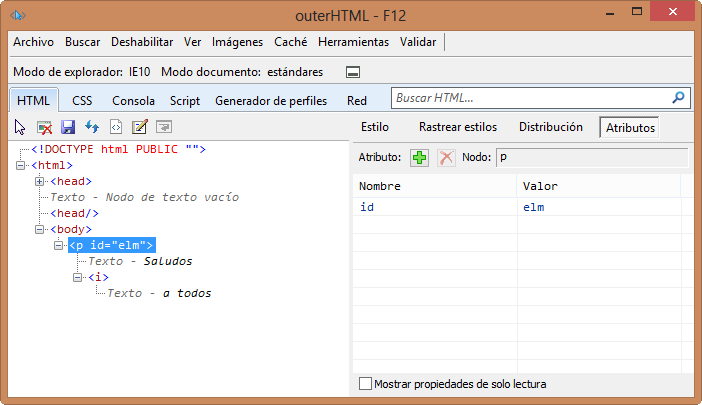 outerHTML - F12
Archivo Buscar Deshabilitar Ver Imágenes Caché Herramientas Validar
Modo de explorador: IE10 Modo documento: estándares
HTML CSS Consola Script Generador de perfiles Red Buscar HTML...
Estilo Rastrear estilos Distribución Atributos
<!DOCTYPE html PUBLIC "">
<html>
<head>
Texto - Nodo de texto vacío
<head/>
<body>
<p id="elm">
Texto - Saludos
<i>
Texto - a todos
Atributo: Nodo: p
Nombre Valor
id elm
Mostrar propiedades de solo lectura